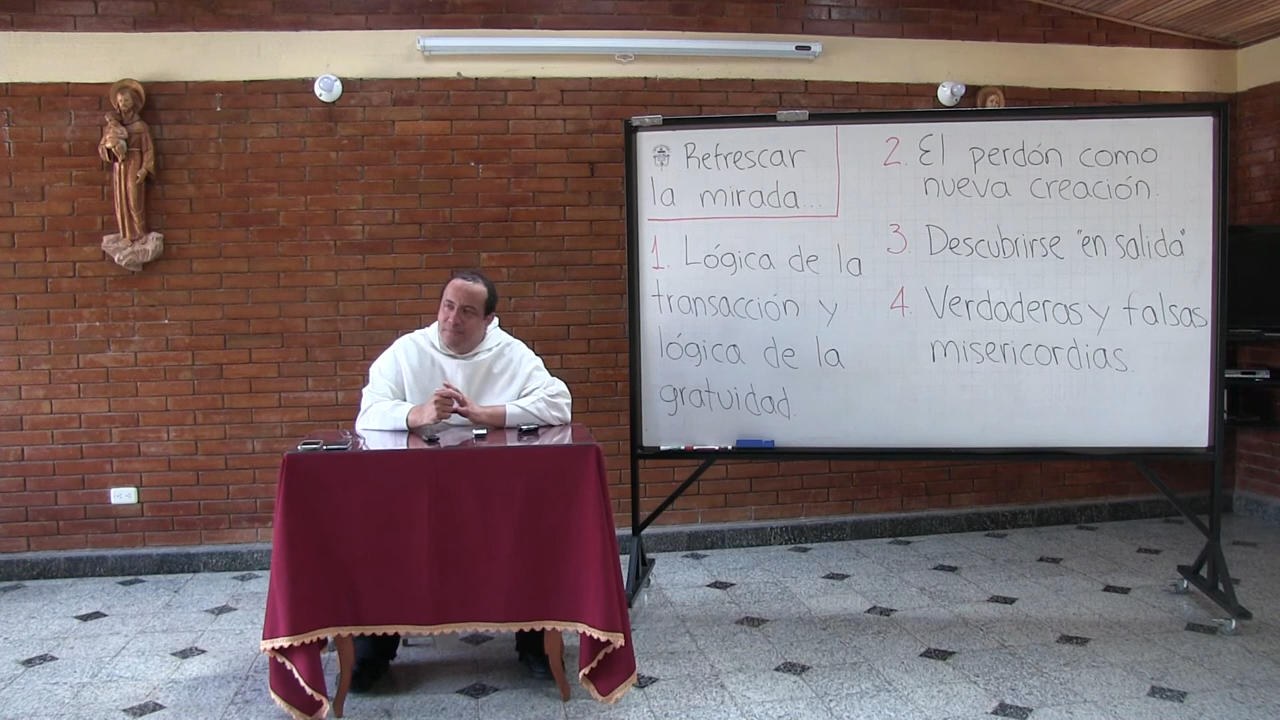 Refrescar
la mirada...
1. Lógica de la
transacción y
lógica de la
gratuidad.
2. El perdón como
nueva creación.
3. Descubrirse "en salida"
4. Verdaderas y falsas
misericordias.